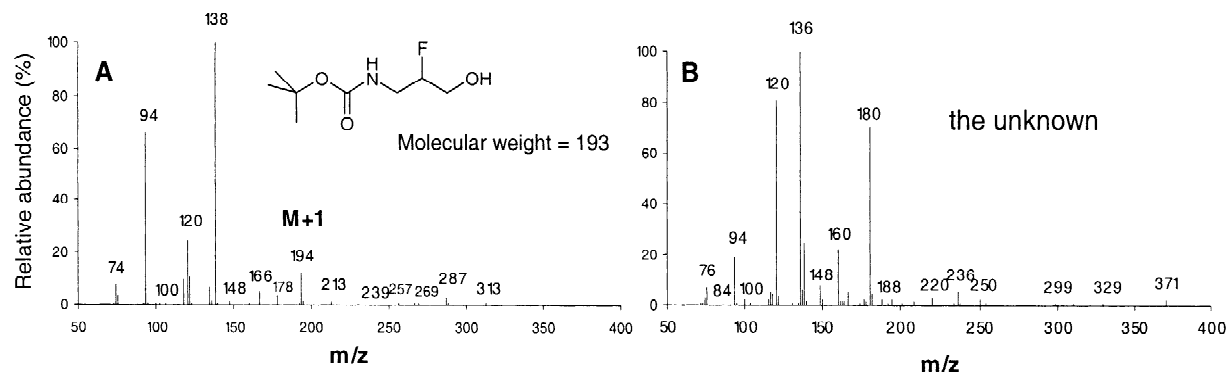 138
100
A
F
H
N
O
OH
O
80
94
60
Molecular weight = 193
Relative abundance (%)
40
120
M+1
20
194
74
166
100
148
178
213
239
257
269
287
313
0
50 100 150 200 250 300 350 400
m/z
136
100
B
120
80
180
the unknown
60
40
160
94
20
76
84
100
148
188
220
236
250
299
329
371
0
50 100 150 200 250 300 350 400
m/z